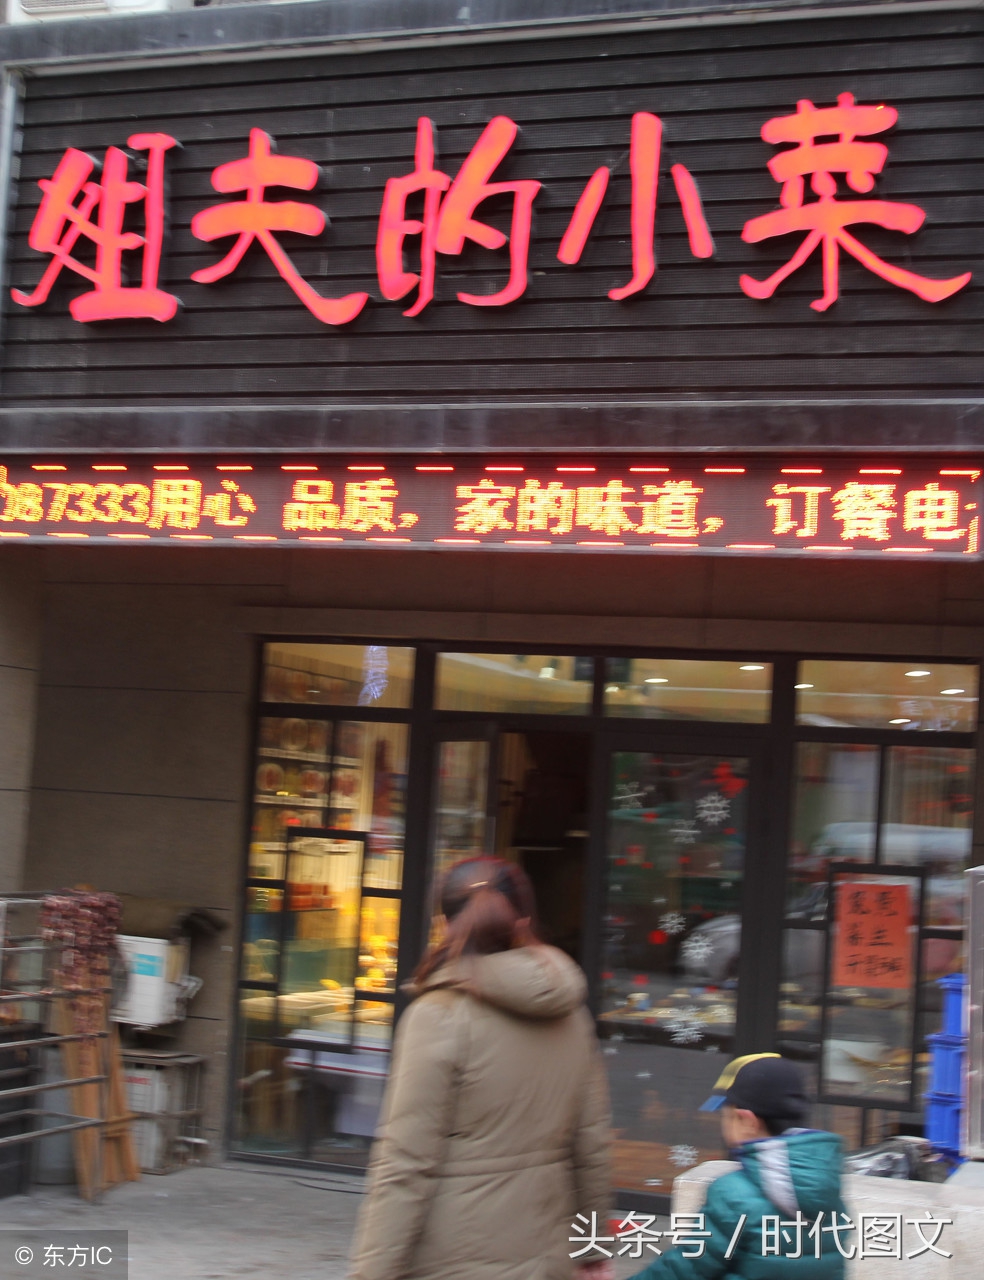 姐夫的小菜
087333用心 品质，家的味道，订餐电
© 东方IC
头条号 / 时代图文